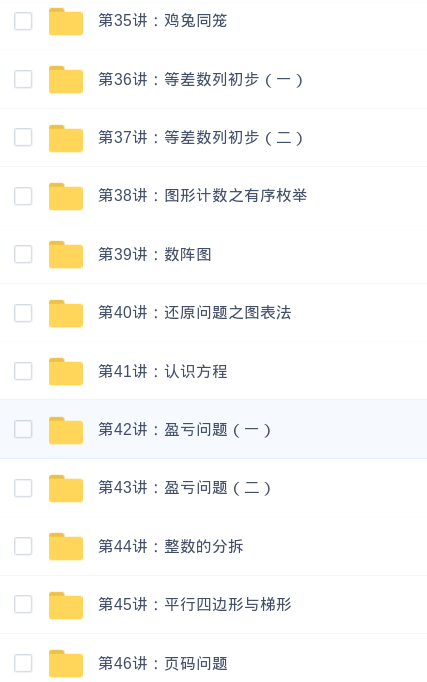 第35讲：鸡兔同笼
第36讲：等差数列初步（一）
第37讲：等差数列初步（二）
第38讲：图形计数之有序枚举
第39讲：数阵图
第40讲：还原问题之图表法
第41讲：认识方程
第42讲：盈亏问题（一）
第43讲：盈亏问题（二）
第44讲：整数的分拆
第45讲：平行四边形与梯形
第46讲：页码问题